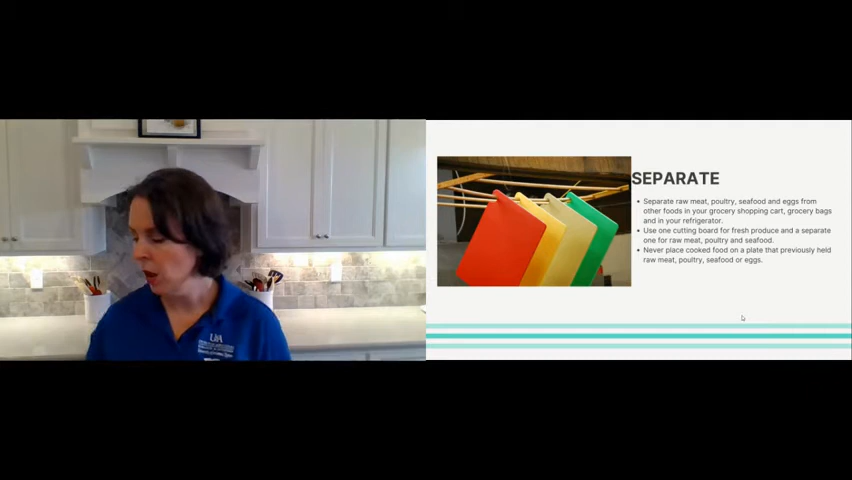 UA
SEPARATE
• Separate raw meat, poultry, seafood and eggs from
other foods in your grocery shopping cart, grocery bags
and in your refrigerator.
• Use one cutting board for fresh produce and a separate
one for raw meat, poultry and seafood.
• Never place cooked food on a plate that previously held
raw meat, poultry, seafood or eggs.